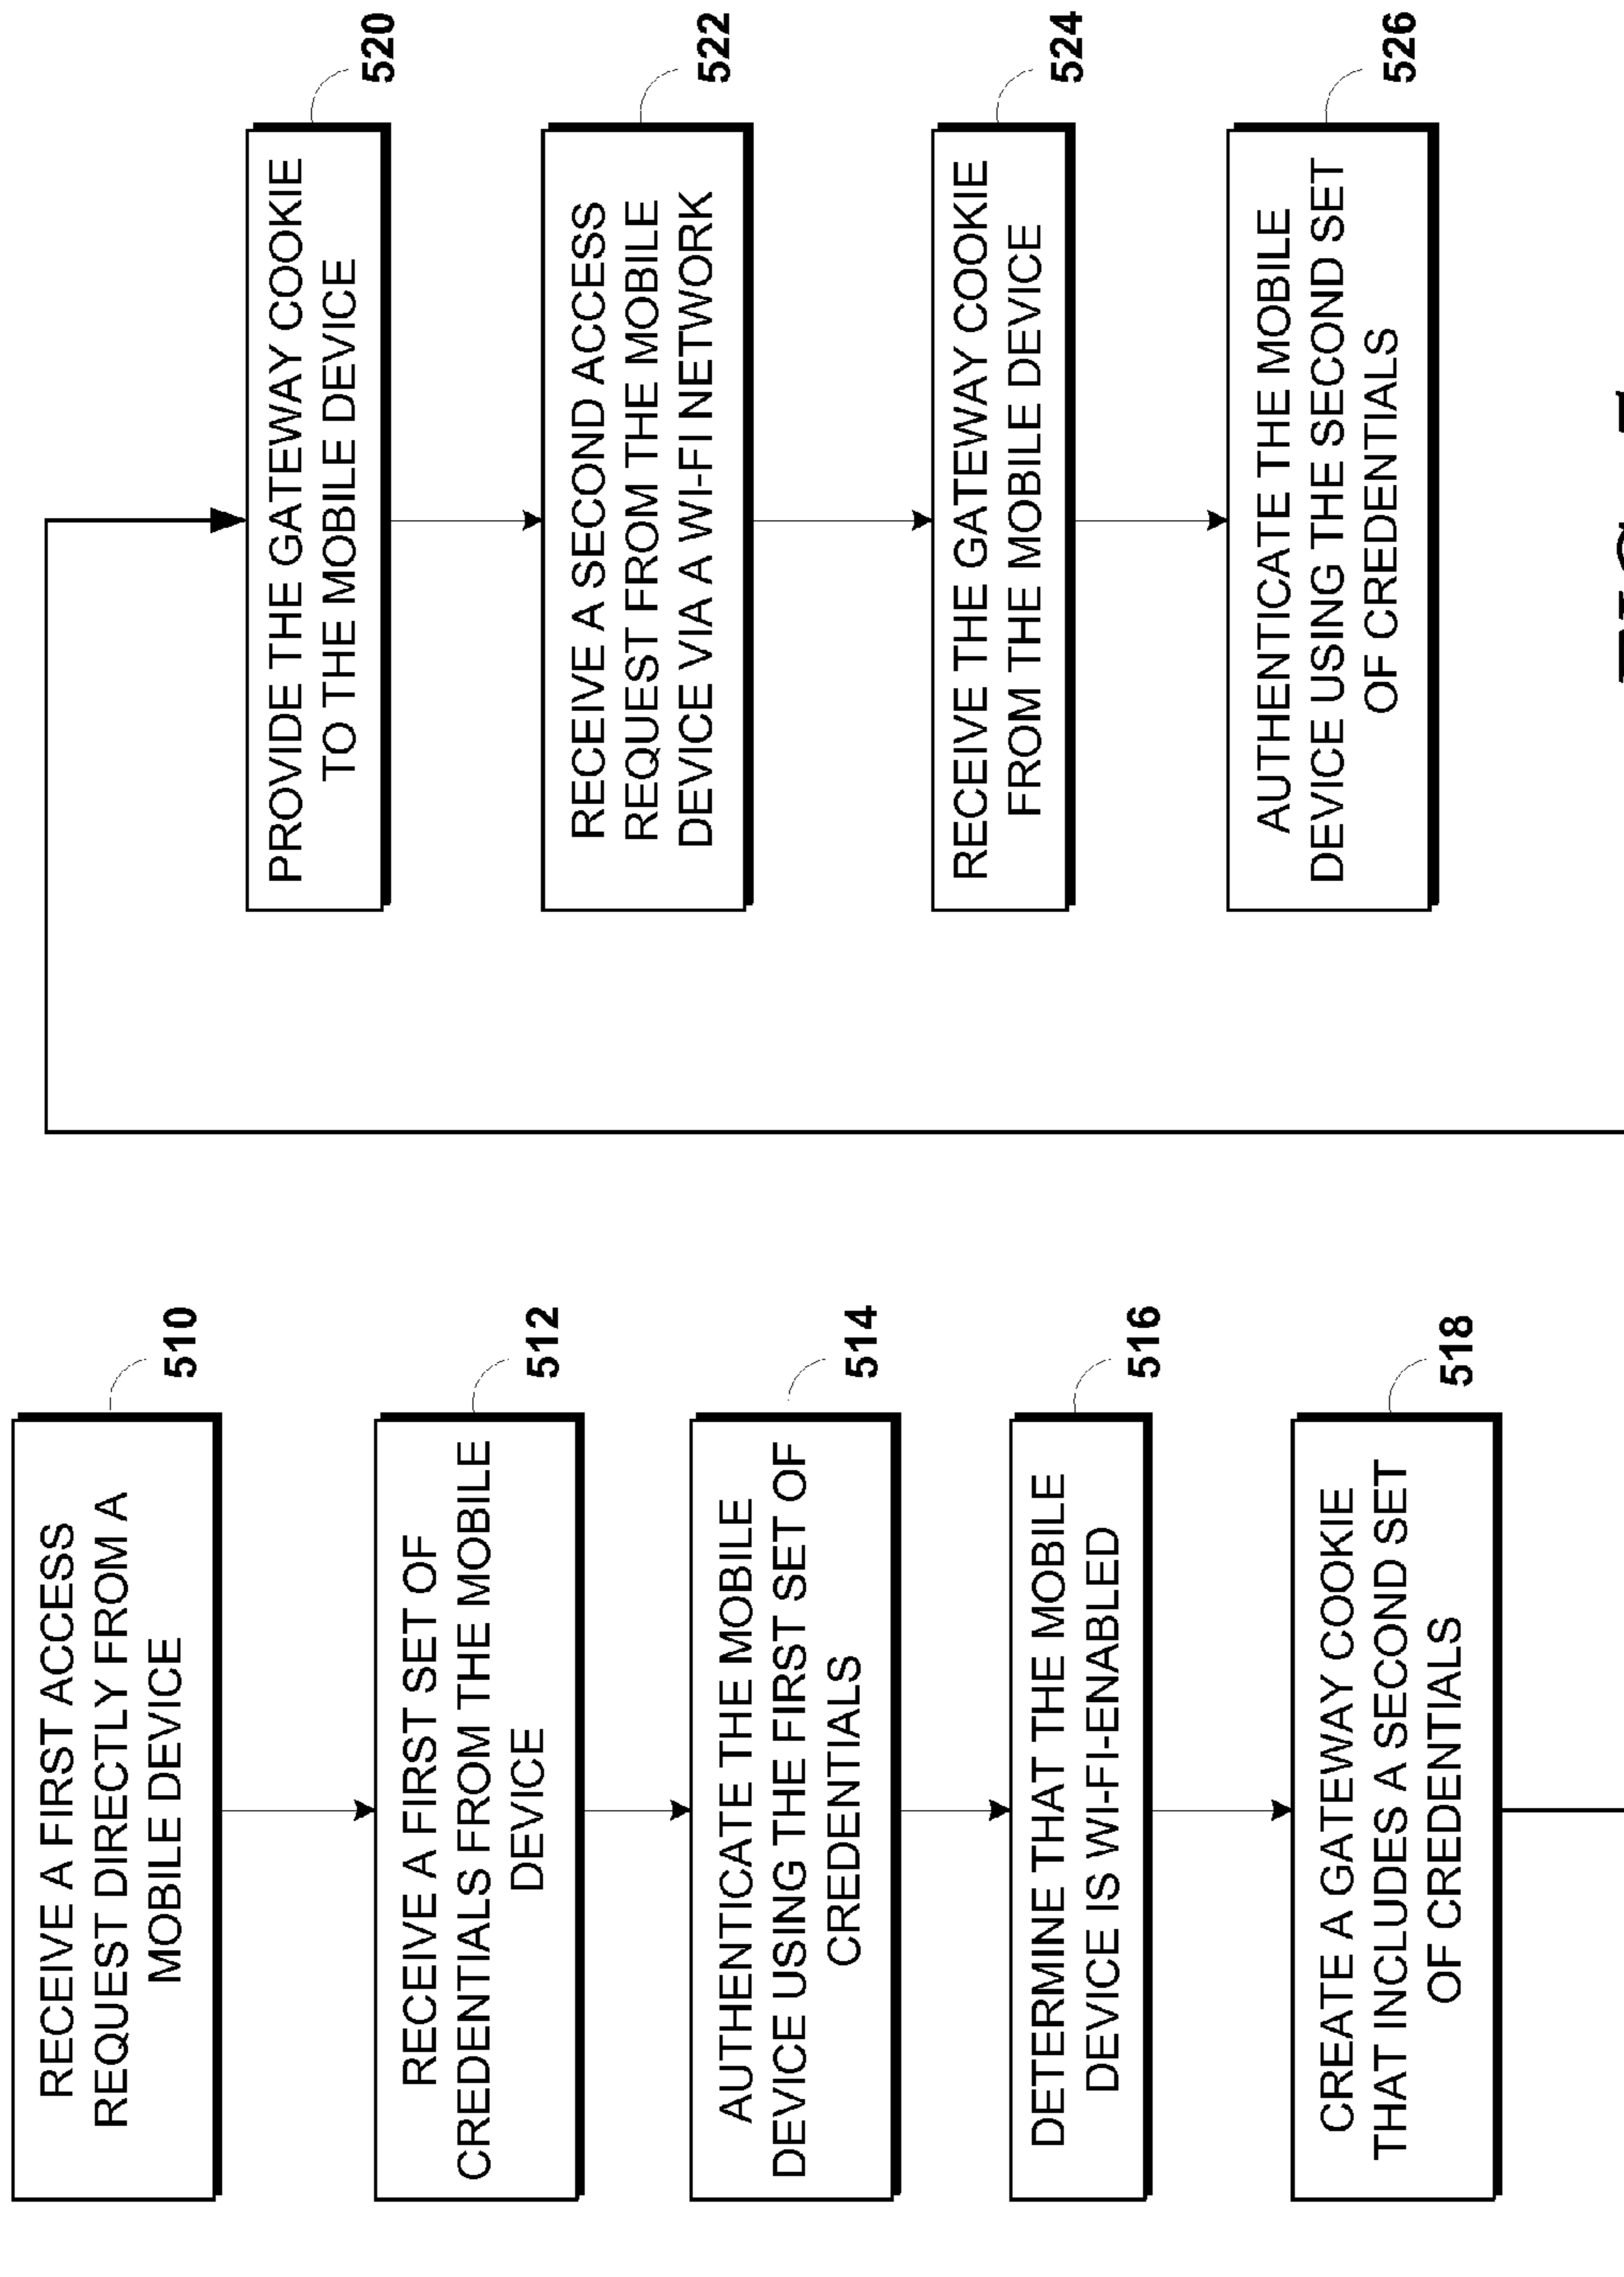 RECEIVE A FIRST ACCESS
REQUEST DIRECTLY FROM A
MOBILE DEVICE
510
RECEIVE A FIRST SET OF
CREDENTIALS FROM THE MOBILE
DEVICE
512
AUTHENTICATE THE MOBILE
DEVICE USING THE FIRST SET OF
CREDENTIALS
514
DETERMINE THAT THE MOBILE
DEVICE IS WI-FI-ENABLED
516
CREATE A GATEWAY COOKIE
THAT INCLUDES A SECOND SET
OF CREDENTIALS
518
PROVIDE THE GATEWAY COOKIE
TO THE MOBILE DEVICE
520
RECEIVE A SECOND ACCESS
REQUEST FROM THE MOBILE
DEVICE VIA A WI-FI NETWORK
522
RECEIVE THE GATEWAY COOKIE
FROM THE MOBILE DEVICE
524
AUTHENTICATE THE MOBILE
DEVICE USING THE SECOND SET
OF CREDENTIALS
526